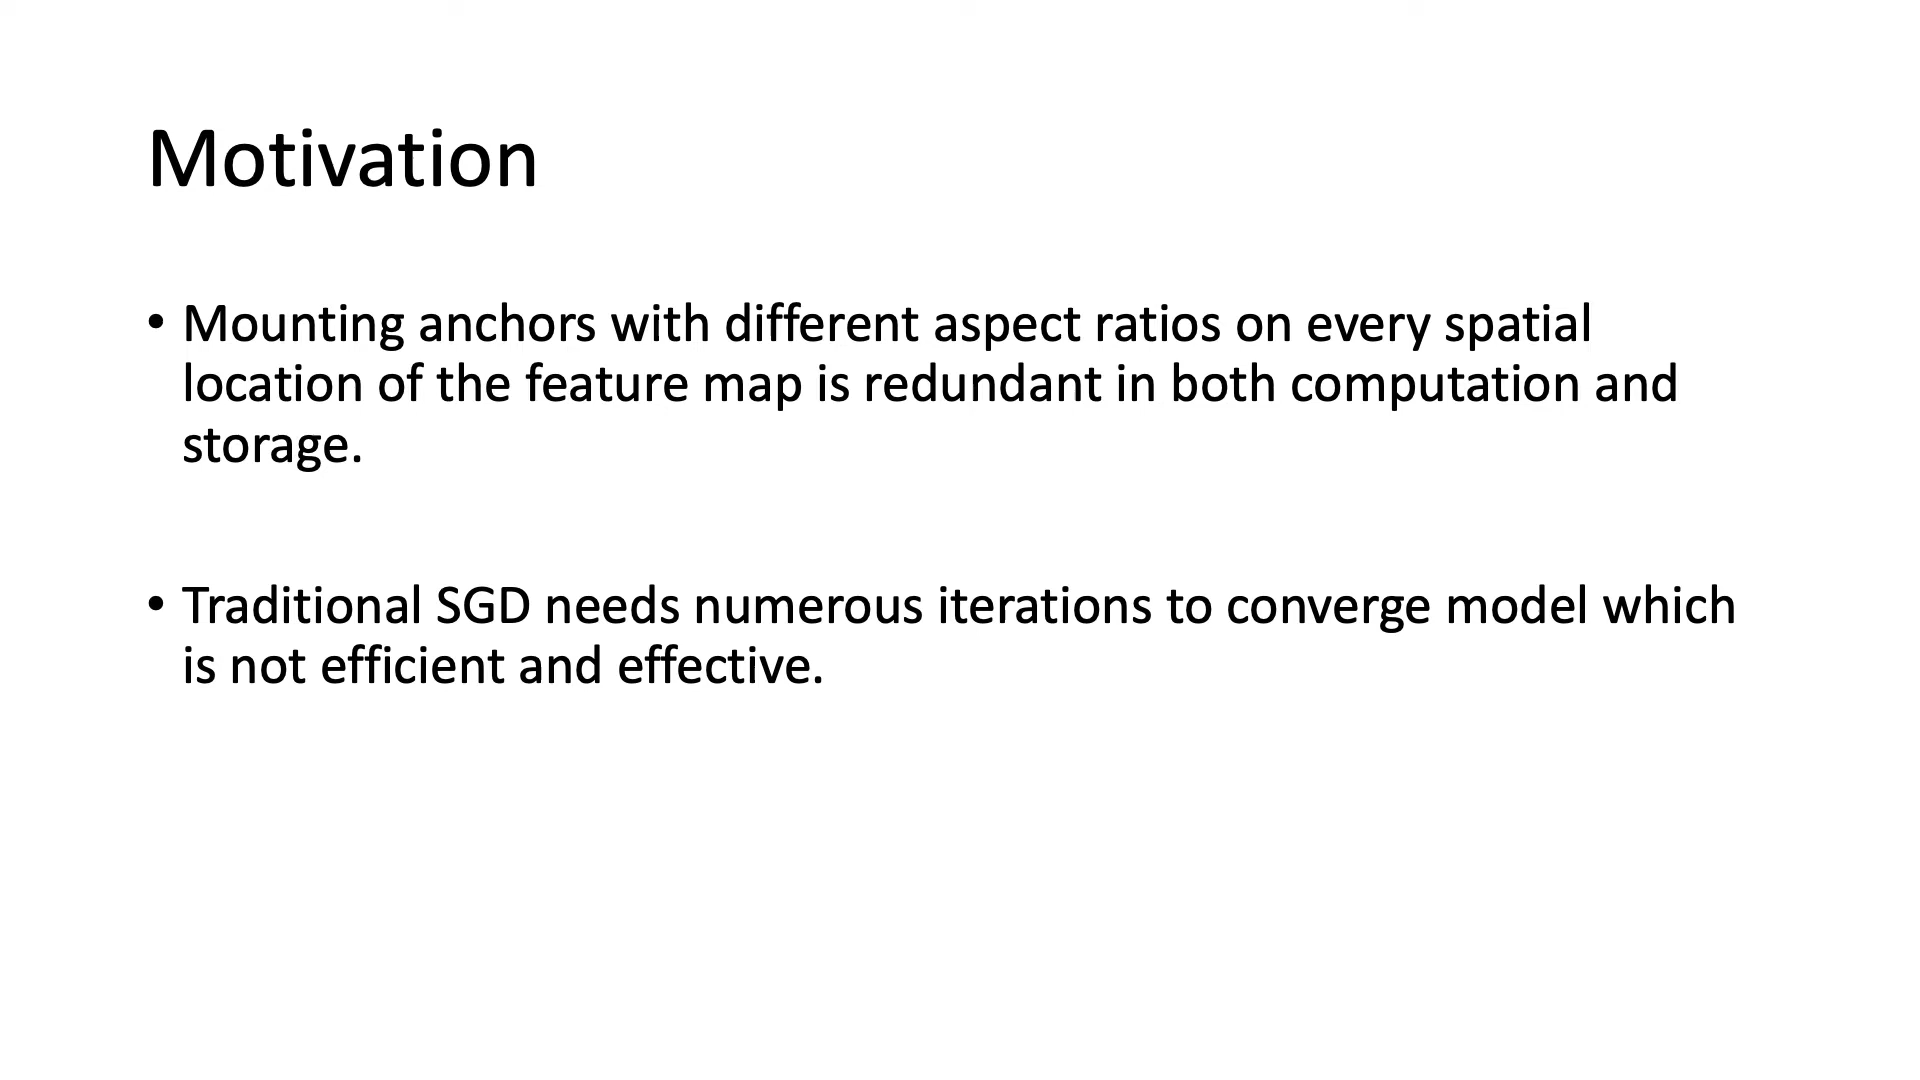 Motivation
• Mounting anchors with different aspect ratios on every spatial
location of the feature map is redundant in both computation and
storage.
• Traditional SGD needs numerous iterations to converge model which
is not efficient and effective.